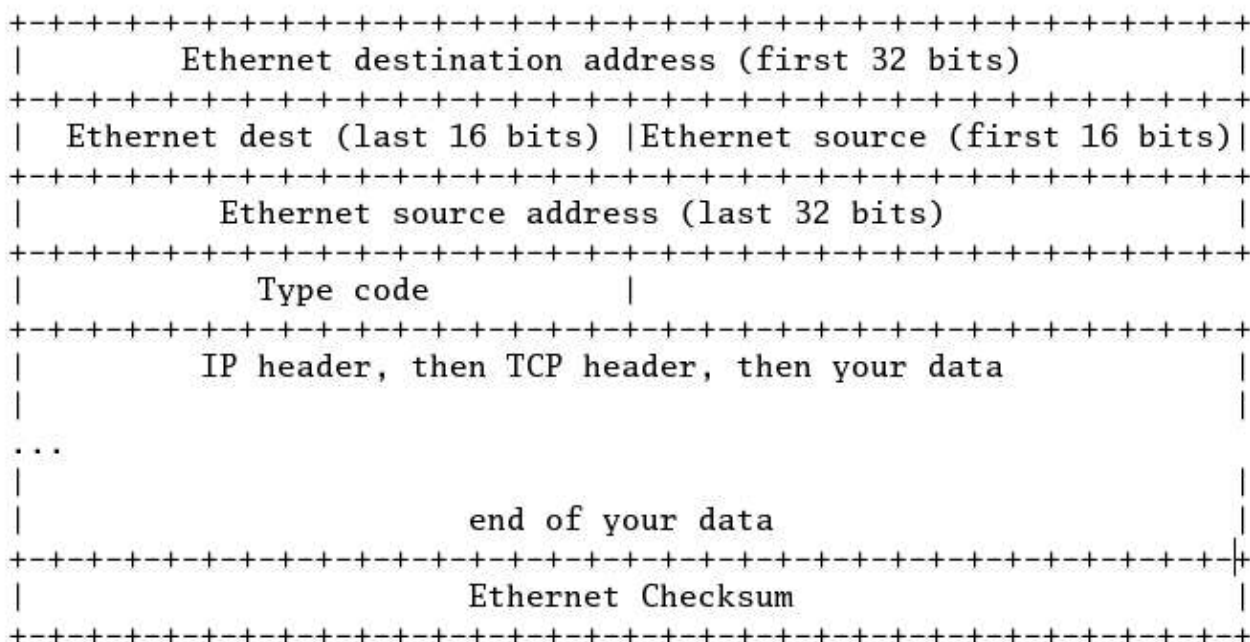 +-+-+-+-+-+-+-+-+-+-+-+-+-+-+-+-+-+-+-+-+-+-+-+-+-+-+-+-+-+-+-+-+
|        Ethernet destination address (first 32 bits)            |
+-+-+-+-+-+-+-+-+-+-+-+-+-+-+-+-+-+-+-+-+-+-+-+-+-+-+-+-+-+-+-+-+
|  Ethernet dest (last 16 bits) |Ethernet source (first 16 bits)|
+-+-+-+-+-+-+-+-+-+-+-+-+-+-+-+-+-+-+-+-+-+-+-+-+-+-+-+-+-+-+-+-+
|          Ethernet source address (last 32 bits)                |
+-+-+-+-+-+-+-+-+-+-+-+-+-+-+-+-+-+-+-+-+-+-+-+-+-+-+-+-+-+-+-+-+
|            Type code          |
+-+-+-+-+-+-+-+-+-+-+-+-+-+-+-+-+-+-+-+-+-+-+-+-+-+-+-+-+-+-+-+-+
|         IP header, then TCP header, then your data             |
|                                                                |
...
|                                                                |
|                       end of your data                         |
+-+-+-+-+-+-+-+-+-+-+-+-+-+-+-+-+-+-+-+-+-+-+-+-+-+-+-+-+-+-+-+-+
|                       Ethernet Checksum                        |
+-+-+-+-+-+-+-+-+-+-+-+-+-+-+-+-+-+-+-+-+-+-+-+-+-+-+-+-+-+-+-+-+